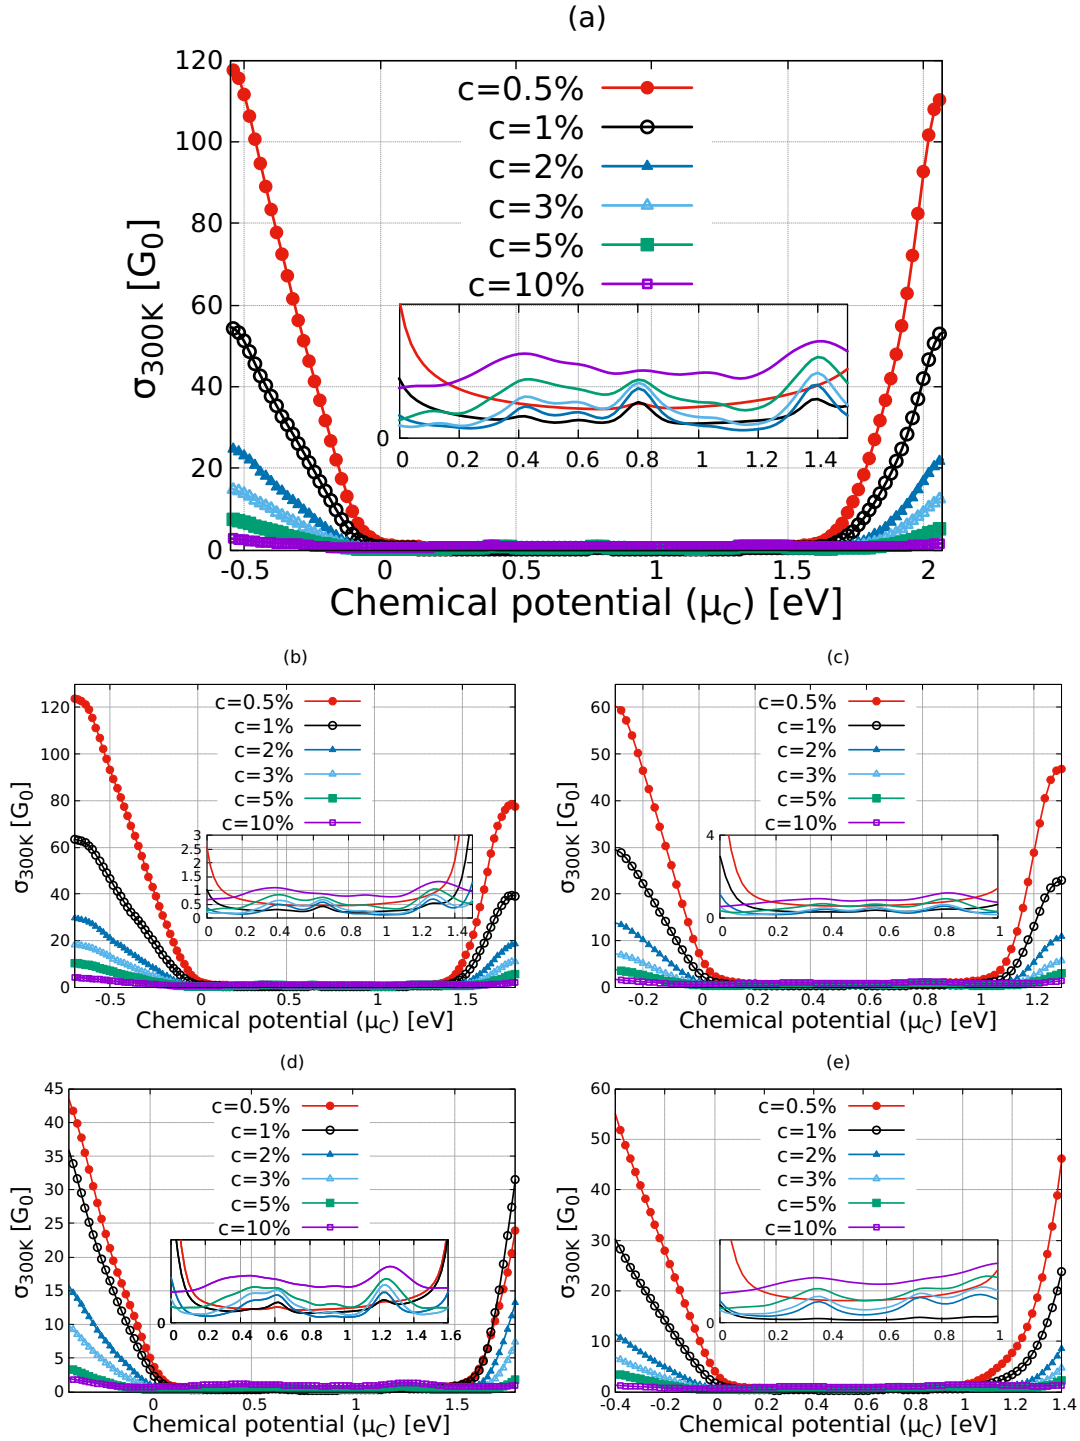 (a)
σ300K [G0]
120
100
80
60
40
20
0
c=0.5%
c=1%
c=2%
c=3%
c=5%
c=10%
0
0 0.2 0.4 0.6 0.8 1 1.2 1.4
-0.5 0 0.5 1 1.5 2
Chemical potential (μC) [eV]
(b)
σ300K [G0]
120
100
80
60
40
20
0
c=0.5%
c=1%
c=2%
c=3%
c=5%
c=10%
3
2.5
2
1.5
1
0.5
0
0 0.2 0.4 0.6 0.8 1 1.2 1.4
-0.5 0 0.5 1 1.5
Chemical potential (μC) [eV]
(c)
σ300K [G0]
60
50
40
30
20
10
0
c=0.5%
c=1%
c=2%
c=3%
c=5%
c=10%
4
0
0 0.2 0.4 0.6 0.8 1
-0.2 0 0.2 0.4 0.6 0.8 1 1.2
Chemical potential (μC) [eV]
(d)
σ300K [G0]
45
40
35
30
25
20
15
10
5
0
c=0.5%
c=1%
c=2%
c=3%
c=5%
c=10%
0 0.2 0.4 0.6 0.8 1 1.2 1.4 1.6
0 0.5 1 1.5
Chemical potential (μC) [eV]
(e)
σ300K [G0]
60
50
40
30
20
10
0
c=0.5%
c=1%
c=2%
c=3%
c=5%
c=10%
0 0.2 0.4 0.6 0.8 1
-0.4 -0.2 0 0.2 0.4 0.6 0.8 1 1.2 1.4
Chemical potential (μC) [eV]